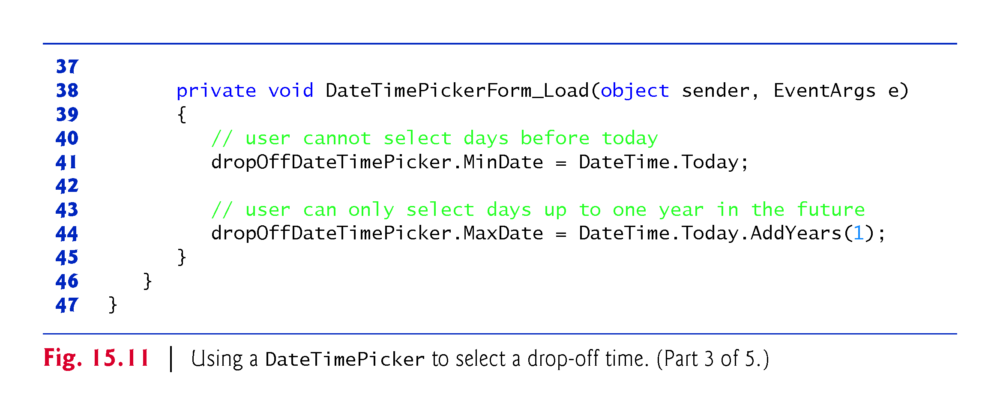 37
38 private void DateTimePickerForm_Load(object sender, EventArgs e)
39 {
40 // user cannot select days before today
41 dropOffDateTimePicker.MinDate = DateTime.Today;
42
43 // user can only select days up to one year in the future
44 dropOffDateTimePicker.MaxDate = DateTime.Today.AddYears(1);
45 }
46 }
47 }
Fig. 15.11 | Using a DateTimePicker to select a drop-off time. (Part 3 of 5.)